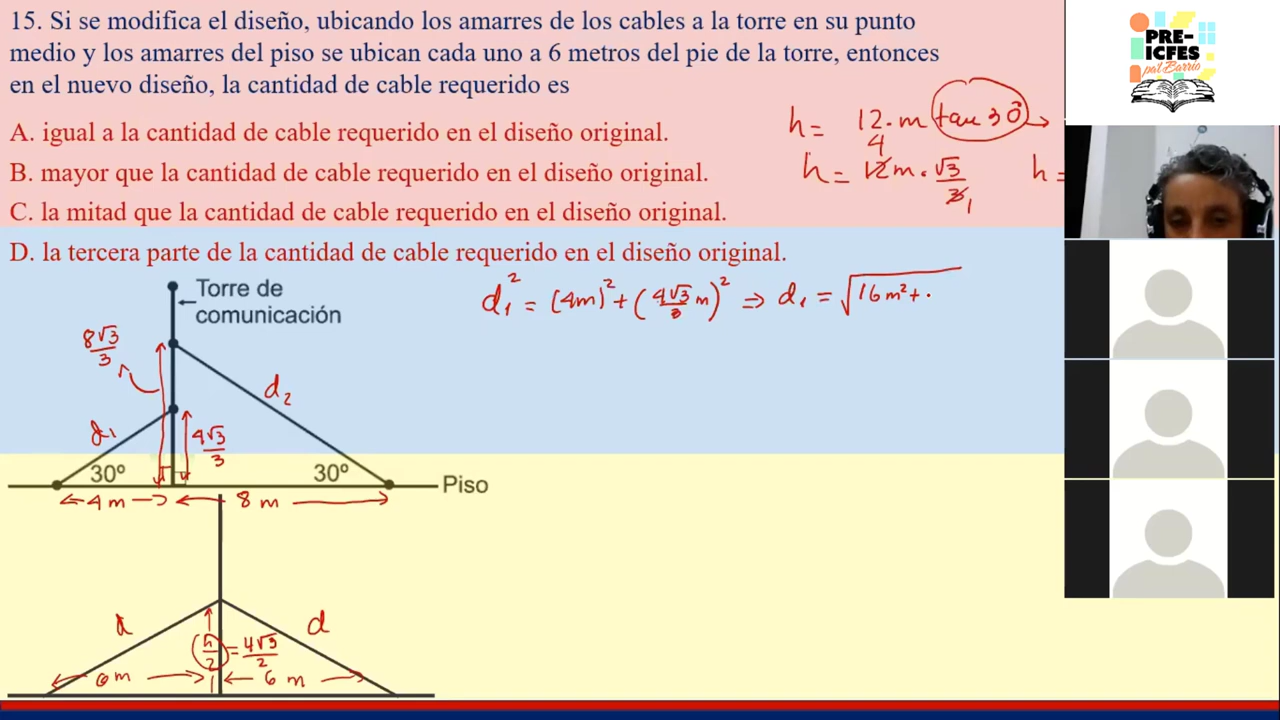 15. Si se modifica el diseño, ubicando los amarres de los cables a la torre en su punto
medio y los amarres del piso se ubican cada uno a 6 metros del pie de la torre, entonces
en el nuevo diseño, la cantidad de cable requerido es
A. igual a la cantidad de cable requerido en el diseño original.
B. mayor que la cantidad de cable requerido en el diseño original.
C. la mitad que la cantidad de cable requerido en el diseño original.
D. la tercera parte de la cantidad de cable requerido en el diseño original.
PRE-
ICFES
pal Barrio
h = 12.m tan 30° →
4
h = 12m · √3/3 1
h =
d₁² = (4m)² + (4√3/3 m)² ⇒ d₁ = √16m² + .
Torre de
comunicación
8√3/3
d₂
d₁
4√3/3
30º
30º
Piso
4 m
8 m
d
d
h/2 = 4√3/2
6m
6 m